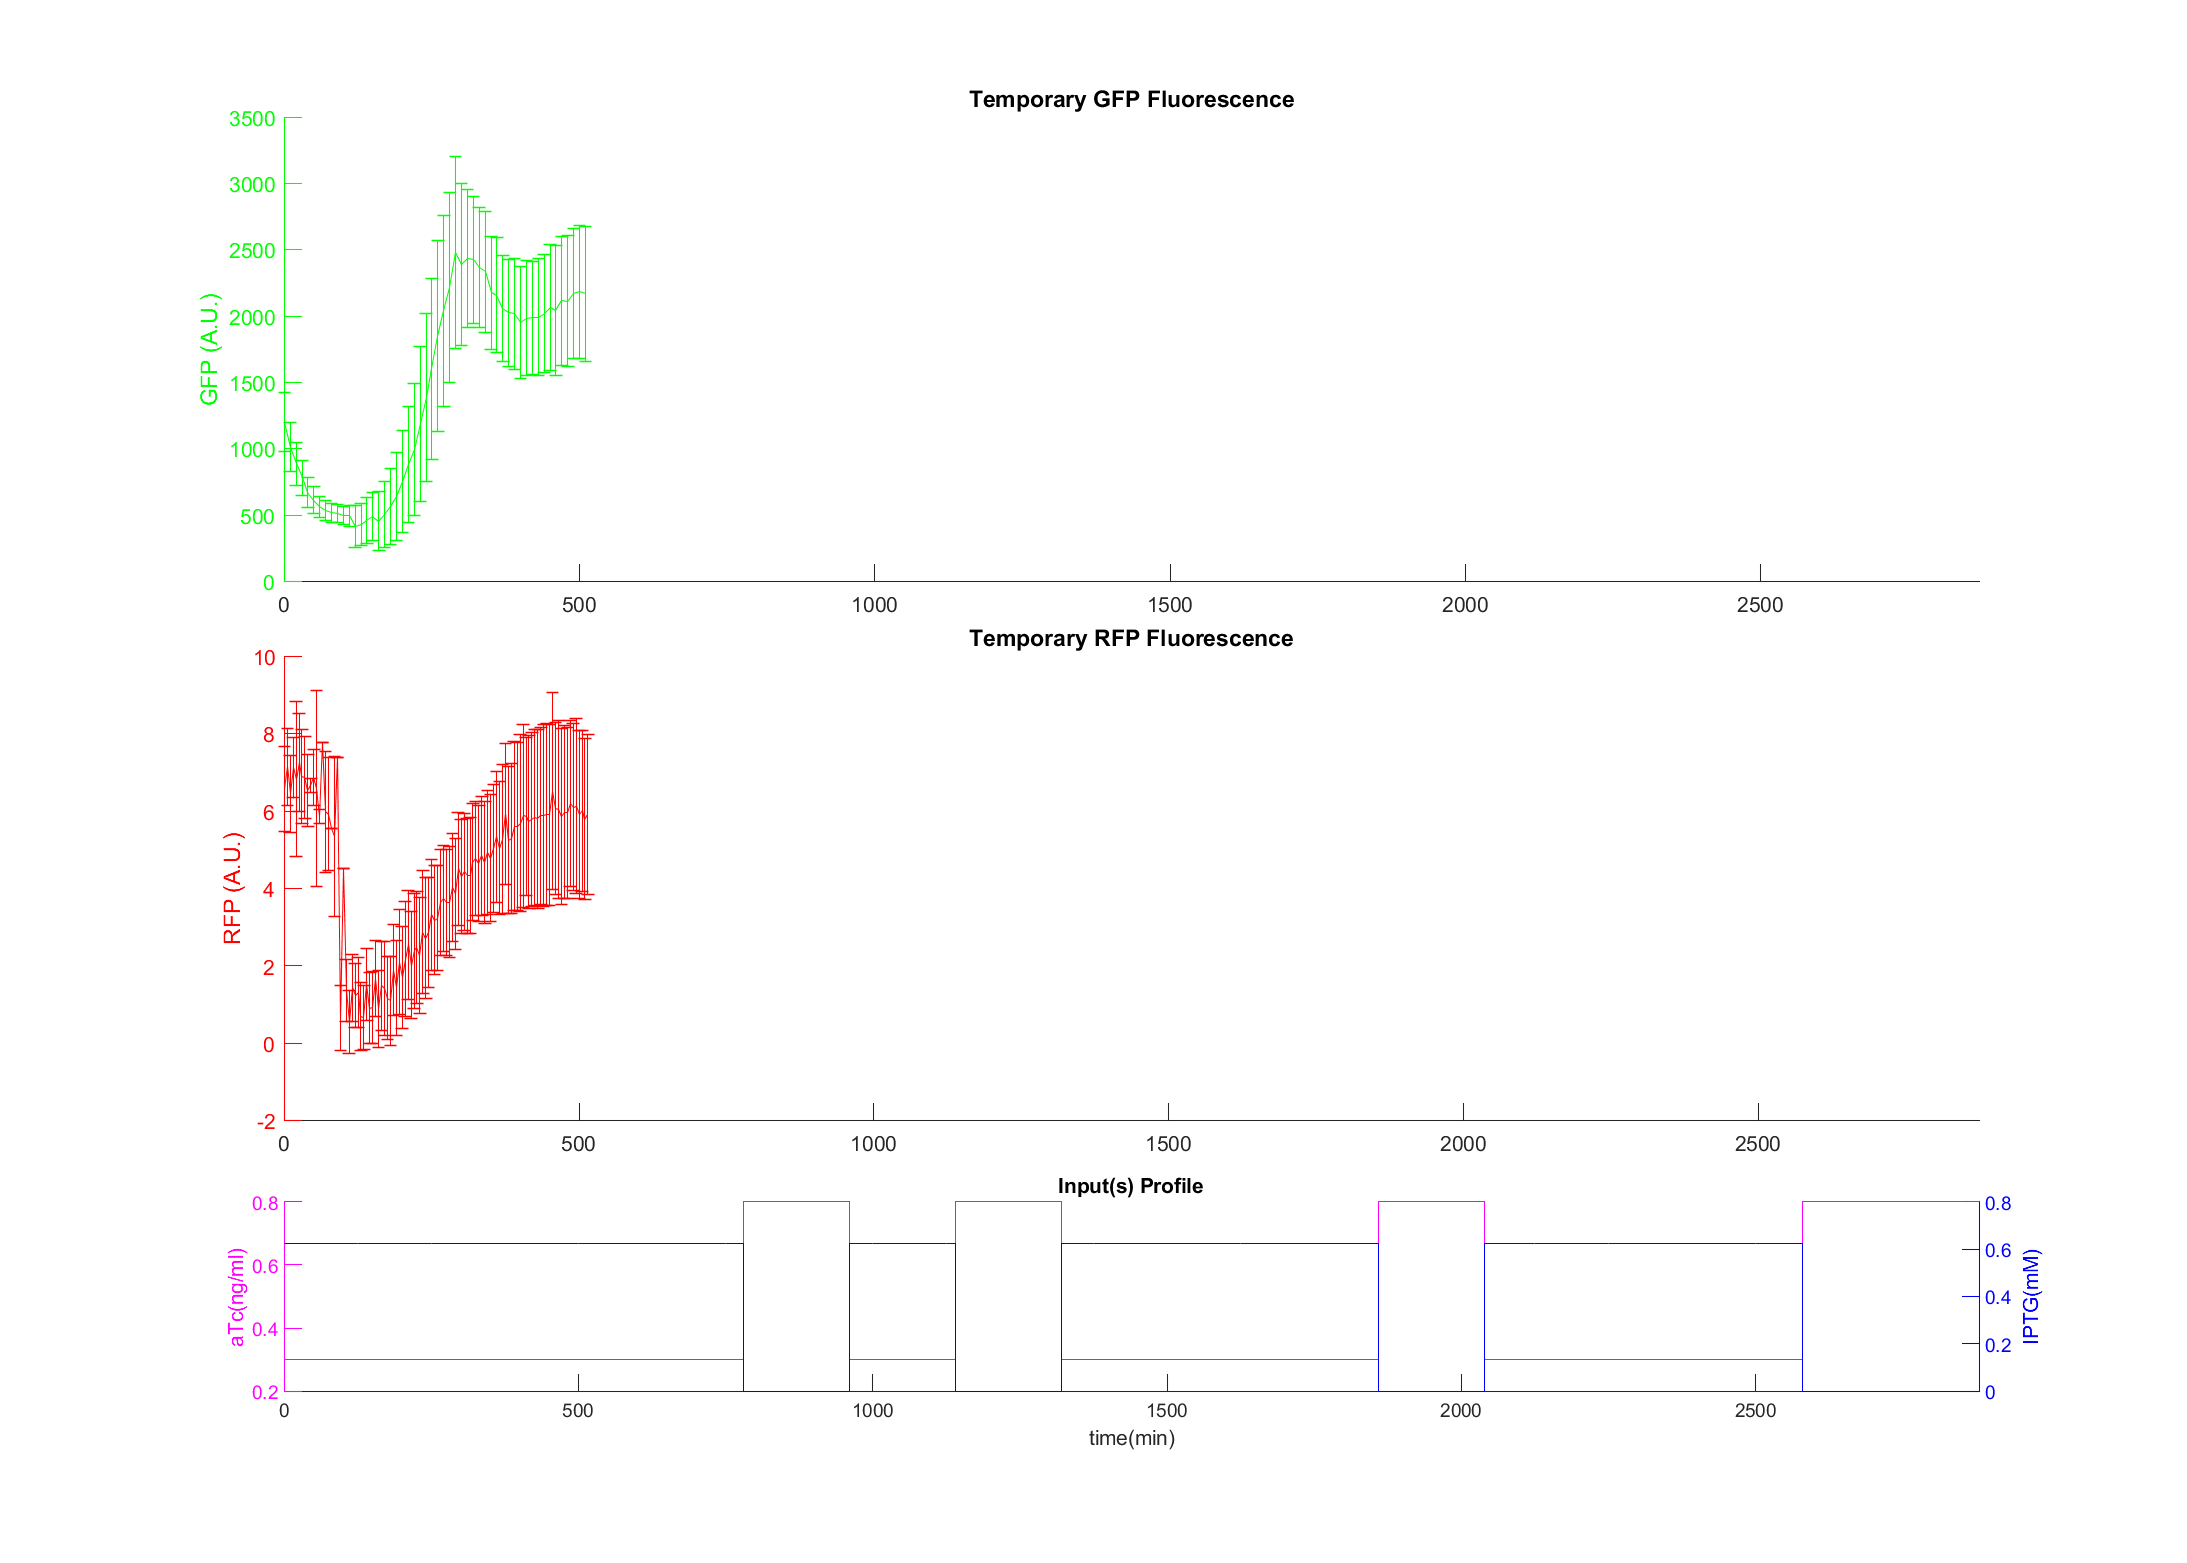 Temporary GFP Fluorescence
3500
3000
2500
2000
1500
1000
500
0
GFP (A.U.)
0 500 1000 1500 2000 2500
Temporary RFP Fluorescence
10
8
6
4
2
0
-2
RFP (A.U.)
0 500 1000 1500 2000 2500
Input(s) Profile
0.8
0.6
0.4
0.2
aTc(ng/ml)
0.8
0.6
0.4
0.2
0
IPTG(mM)
0 500 1000 1500 2000 2500
time(min)